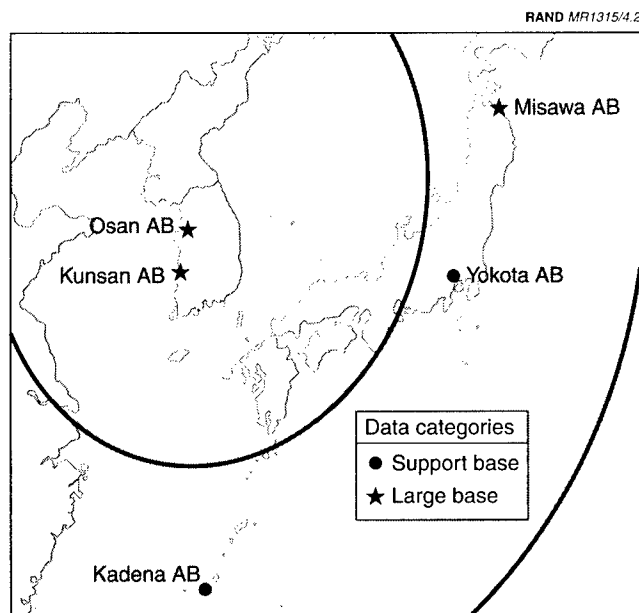 RAND MR1315/4.2
Misawa AB
Osan AB
Kunsan AB
Yokota AB
Data categories
Support base
Large base
Kadena AB